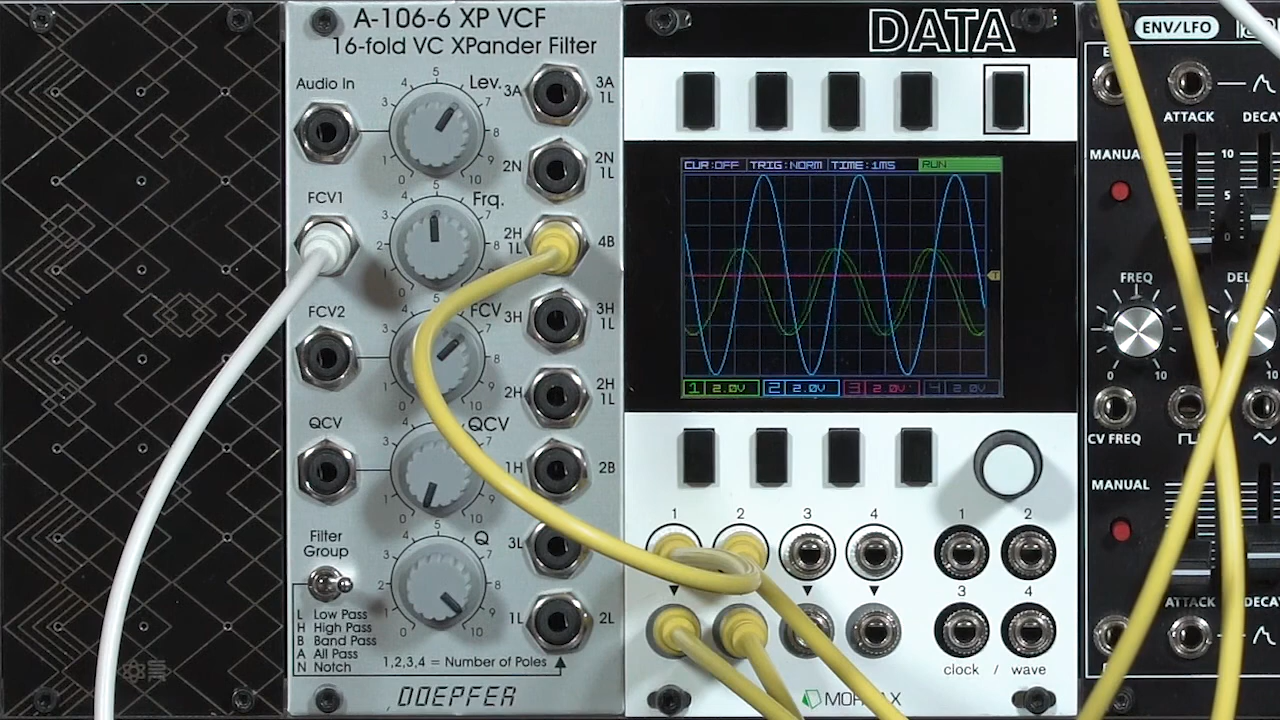 A-106-6 XP VCF
16-fold VC XPander Filter
Audio In
Lev.
3A
3A
1L
2N
2N
1L
FCV1
Frq.
2H
1L
4B
FCV2
FCV
3H
3H
1L
2H
2H
1L
QCV
QCV
1H
2B
Filter
Group
Q
3L
1L
2L
L Low Pass
H High Pass
B Band Pass
A All Pass
N Notch
1,2,3,4 = Number of Poles
DOEPFER
DATA
CUR:OFF TRIG:NORM TIME:1MS RUN
T
1 2.0V 2 2.0V 3 2.0V 4 2.0V
1 2 3 4
1 2
3 4
clock / wave
ENV/LFO
ATTACK
MANUAL
10
5
0
FREQ
0 10
CV FREQ
MANUAL
ATTACK